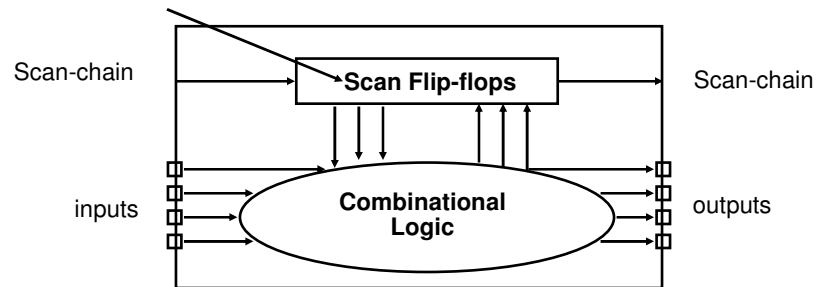 Scan-chain
Scan Flip-flops
Scan-chain
inputs
Combinational
Logic
outputs